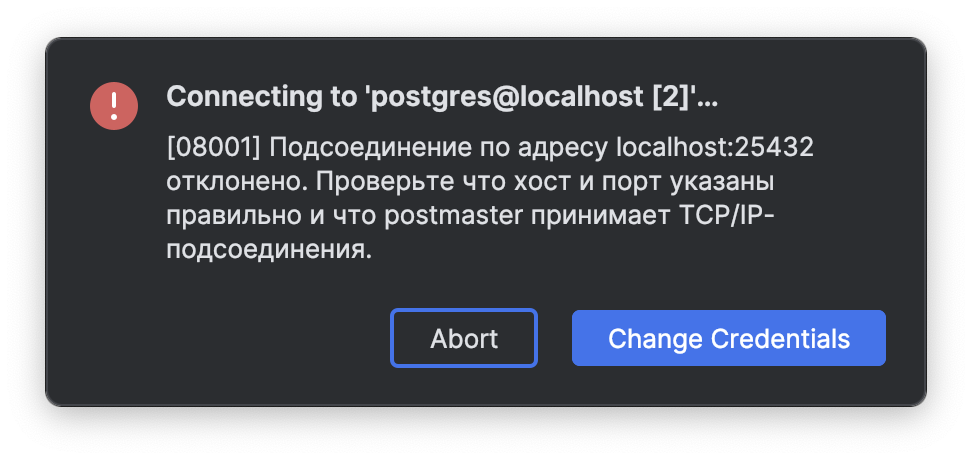 Connecting to 'postgres@localhost [2]'...
[08001] Подсоединение по адресу localhost:25432
отклонено. Проверьте что хост и порт указаны
правильно и что postmaster принимает TCP/IP-
подсоединения.
Abort
Change Credentials